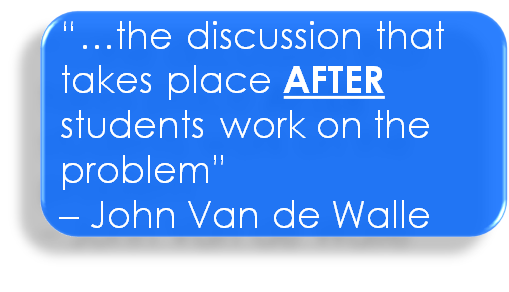 “…the discussion that
takes place AFTER
students work on the
problem”
– John Van de Walle